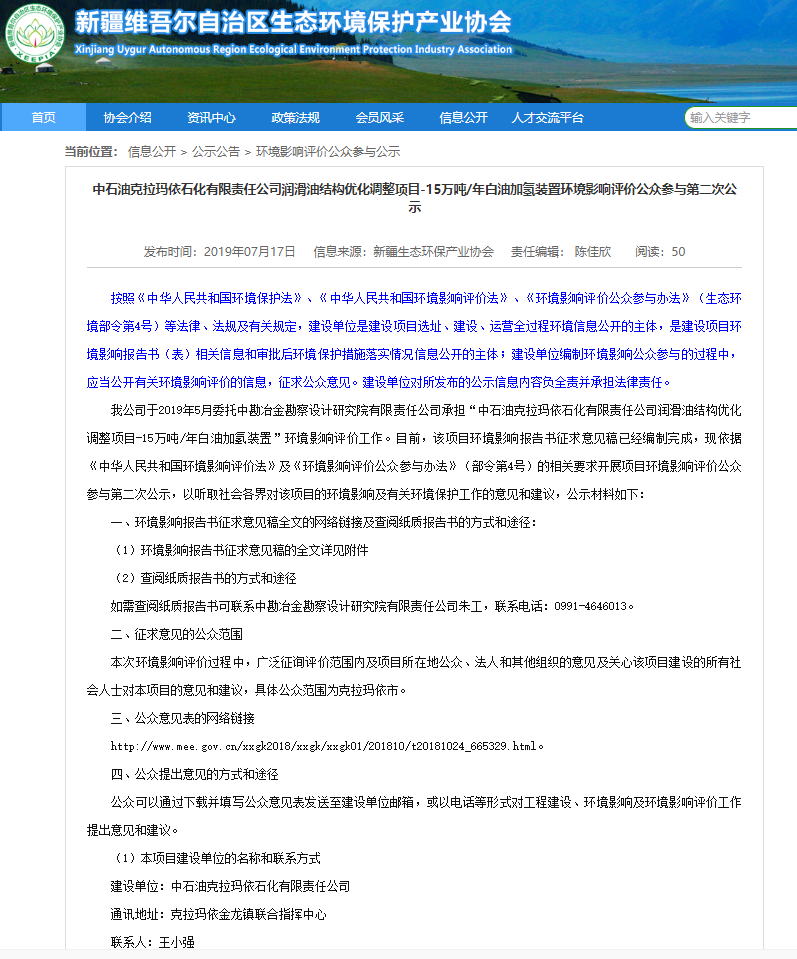 新疆维吾尔自治区生态环境保护产业协会
Xinjiang Uygur Autonomous Region Ecological Environment Protection Industry Association
XEEPIA
首页 协会介绍 资讯中心 政策法规 会员风采 信息公开 人才交流平台 输入关键字
当前位置： 信息公开 > 公示公告 > 环境影响评价公众参与公示
中石油克拉玛依石化有限责任公司润滑油结构优化调整项目-15万吨/年白油加氢装置环境影响评价公众参与第二次公
示
发布时间：2019年07月17日 信息来源：新疆生态环保产业协会 责任编辑： 陈佳欣 阅读：50
按照《中华人民共和国环境保护法》、《中华人民共和国环境影响评价法》、《环境影响评价公众参与办法》（生态环
境部令第4号）等法律、法规及有关规定，建设单位是建设项目选址、建设、运营全过程环境信息公开的主体，是建设项目环
境影响报告书（表）相关信息和审批后环境保护措施落实情况信息公开的主体；建设单位编制环境影响公众参与的过程中，
应当公开有关环境影响评价的信息，征求公众意见。建设单位对所发布的公示信息内容负全责并承担法律责任。
我公司于2019年5月委托中勘冶金勘察设计研究院有限责任公司承担“中石油克拉玛依石化有限责任公司润滑油结构优化
调整项目-15万吨/年白油加氢装置”环境影响评价工作。目前，该项目环境影响报告书征求意见稿已经编制完成，现依据
《中华人民共和国环境影响评价法》及《环境影响评价公众参与办法》（部令第4号）的相关要求开展项目环境影响评价公众
参与第二次公示，以听取社会各界对该项目的环境影响及有关环境保护工作的意见和建议，公示材料如下：
一、环境影响报告书征求意见稿全文的网络链接及查阅纸质报告书的方式和途径：
（1）环境影响报告书征求意见稿的全文详见附件
（2）查阅纸质报告书的方式和途径
如需查阅纸质报告书可联系中勘冶金勘察设计研究院有限责任公司朱工，联系电话：0991-4646013。
二、征求意见的公众范围
本次环境影响评价过程中，广泛征询评价范围内及项目所在地公众、法人和其他组织的意见及关心该项目建设的所有社
会人士对本项目的意见和建议，具体公众范围为克拉玛依市。
三、公众意见表的网络链接
http://www.mee.gov.cn/xxgk2018/xxgk/xxgk01/201810/t20181024_665329.html。
四、公众提出意见的方式和途径
公众可以通过下载并填写公众意见表发送至建设单位邮箱，或以电话等形式对工程建设、环境影响及环境影响评价工作
提出意见和建议。
（1）本项目建设单位的名称和联系方式
建设单位：中石油克拉玛依石化有限责任公司
通讯地址：克拉玛依金龙镇联合指挥中心
联系人：王小强